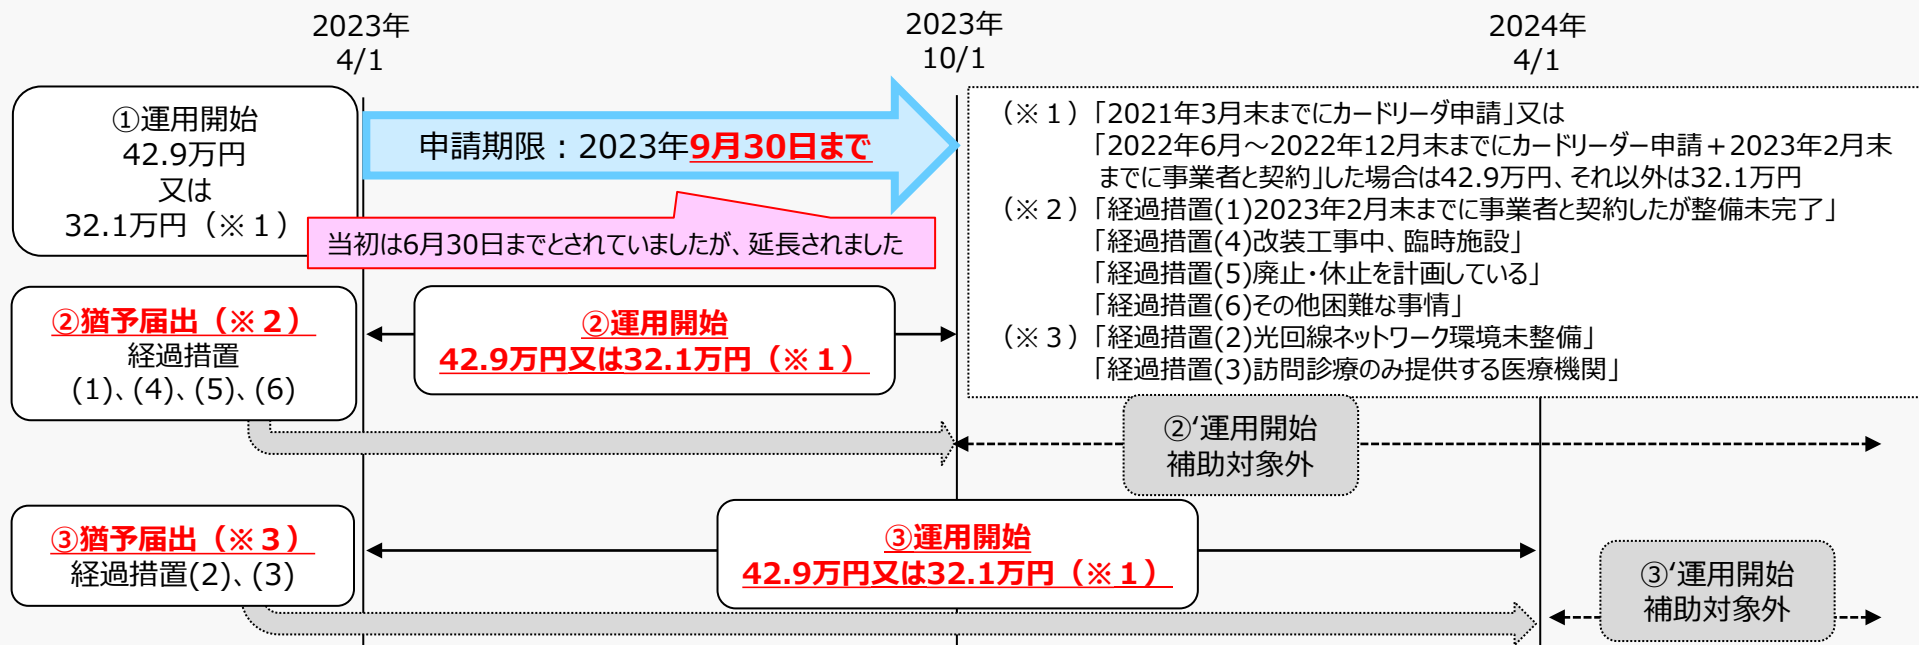 2023年
4/1
2023年
10/1
2024年
4/1
①運用開始
42.9万円
又は
32.1万円（※１）
申請期限：2023年9月30日まで
当初は6月30日までとされていましたが、延長されました
（※１）「2021年3月末までにカードリーダ申請」又は
「2022年6月～2022年12月末までにカードリーダー申請＋2023年2月末
までに事業者と契約」した場合は42.9万円、それ以外は32.1万円
（※２）「経過措置(1)2023年2月末までに事業者と契約したが整備未完了」
「経過措置(4)改装工事中、臨時施設」
「経過措置(5)廃止・休止を計画している」
「経過措置(6)その他困難な事情」
（※３）「経過措置(2)光回線ネットワーク環境未整備」
「経過措置(3)訪問診療のみ提供する医療機関」
②猶予届出（※２）
経過措置
(1)、(4)、(5)、(6)
②運用開始
42.9万円又は32.1万円（※１）
②‘運用開始
補助対象外
③猶予届出（※３）
経過措置(2)、(3)
③運用開始
42.9万円又は32.1万円（※１）
③‘運用開始
補助対象外